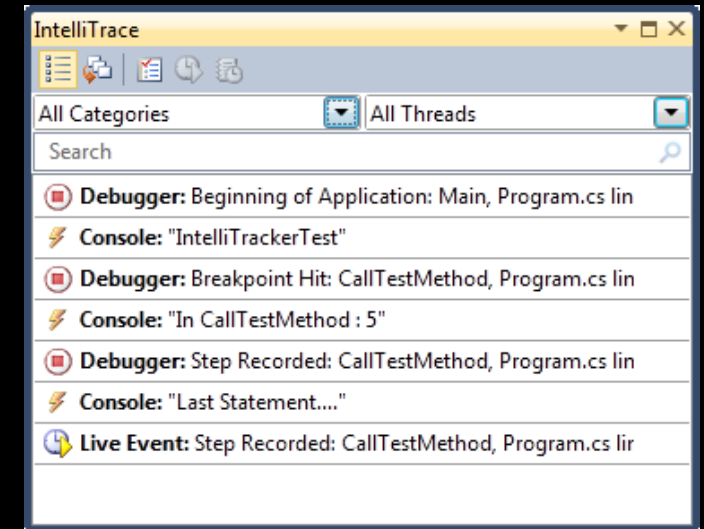 IntelliTrace
All Categories
All Threads
Search
Debugger: Beginning of Application: Main, Program.cs lin
Console: "IntelliTrackerTest"
Debugger: Breakpoint Hit: CallTestMethod, Program.cs lin
Console: "In CallTestMethod : 5"
Debugger: Step Recorded: CallTestMethod, Program.cs lin
Console: "Last Statement...."
Live Event: Step Recorded: CallTestMethod, Program.cs lir